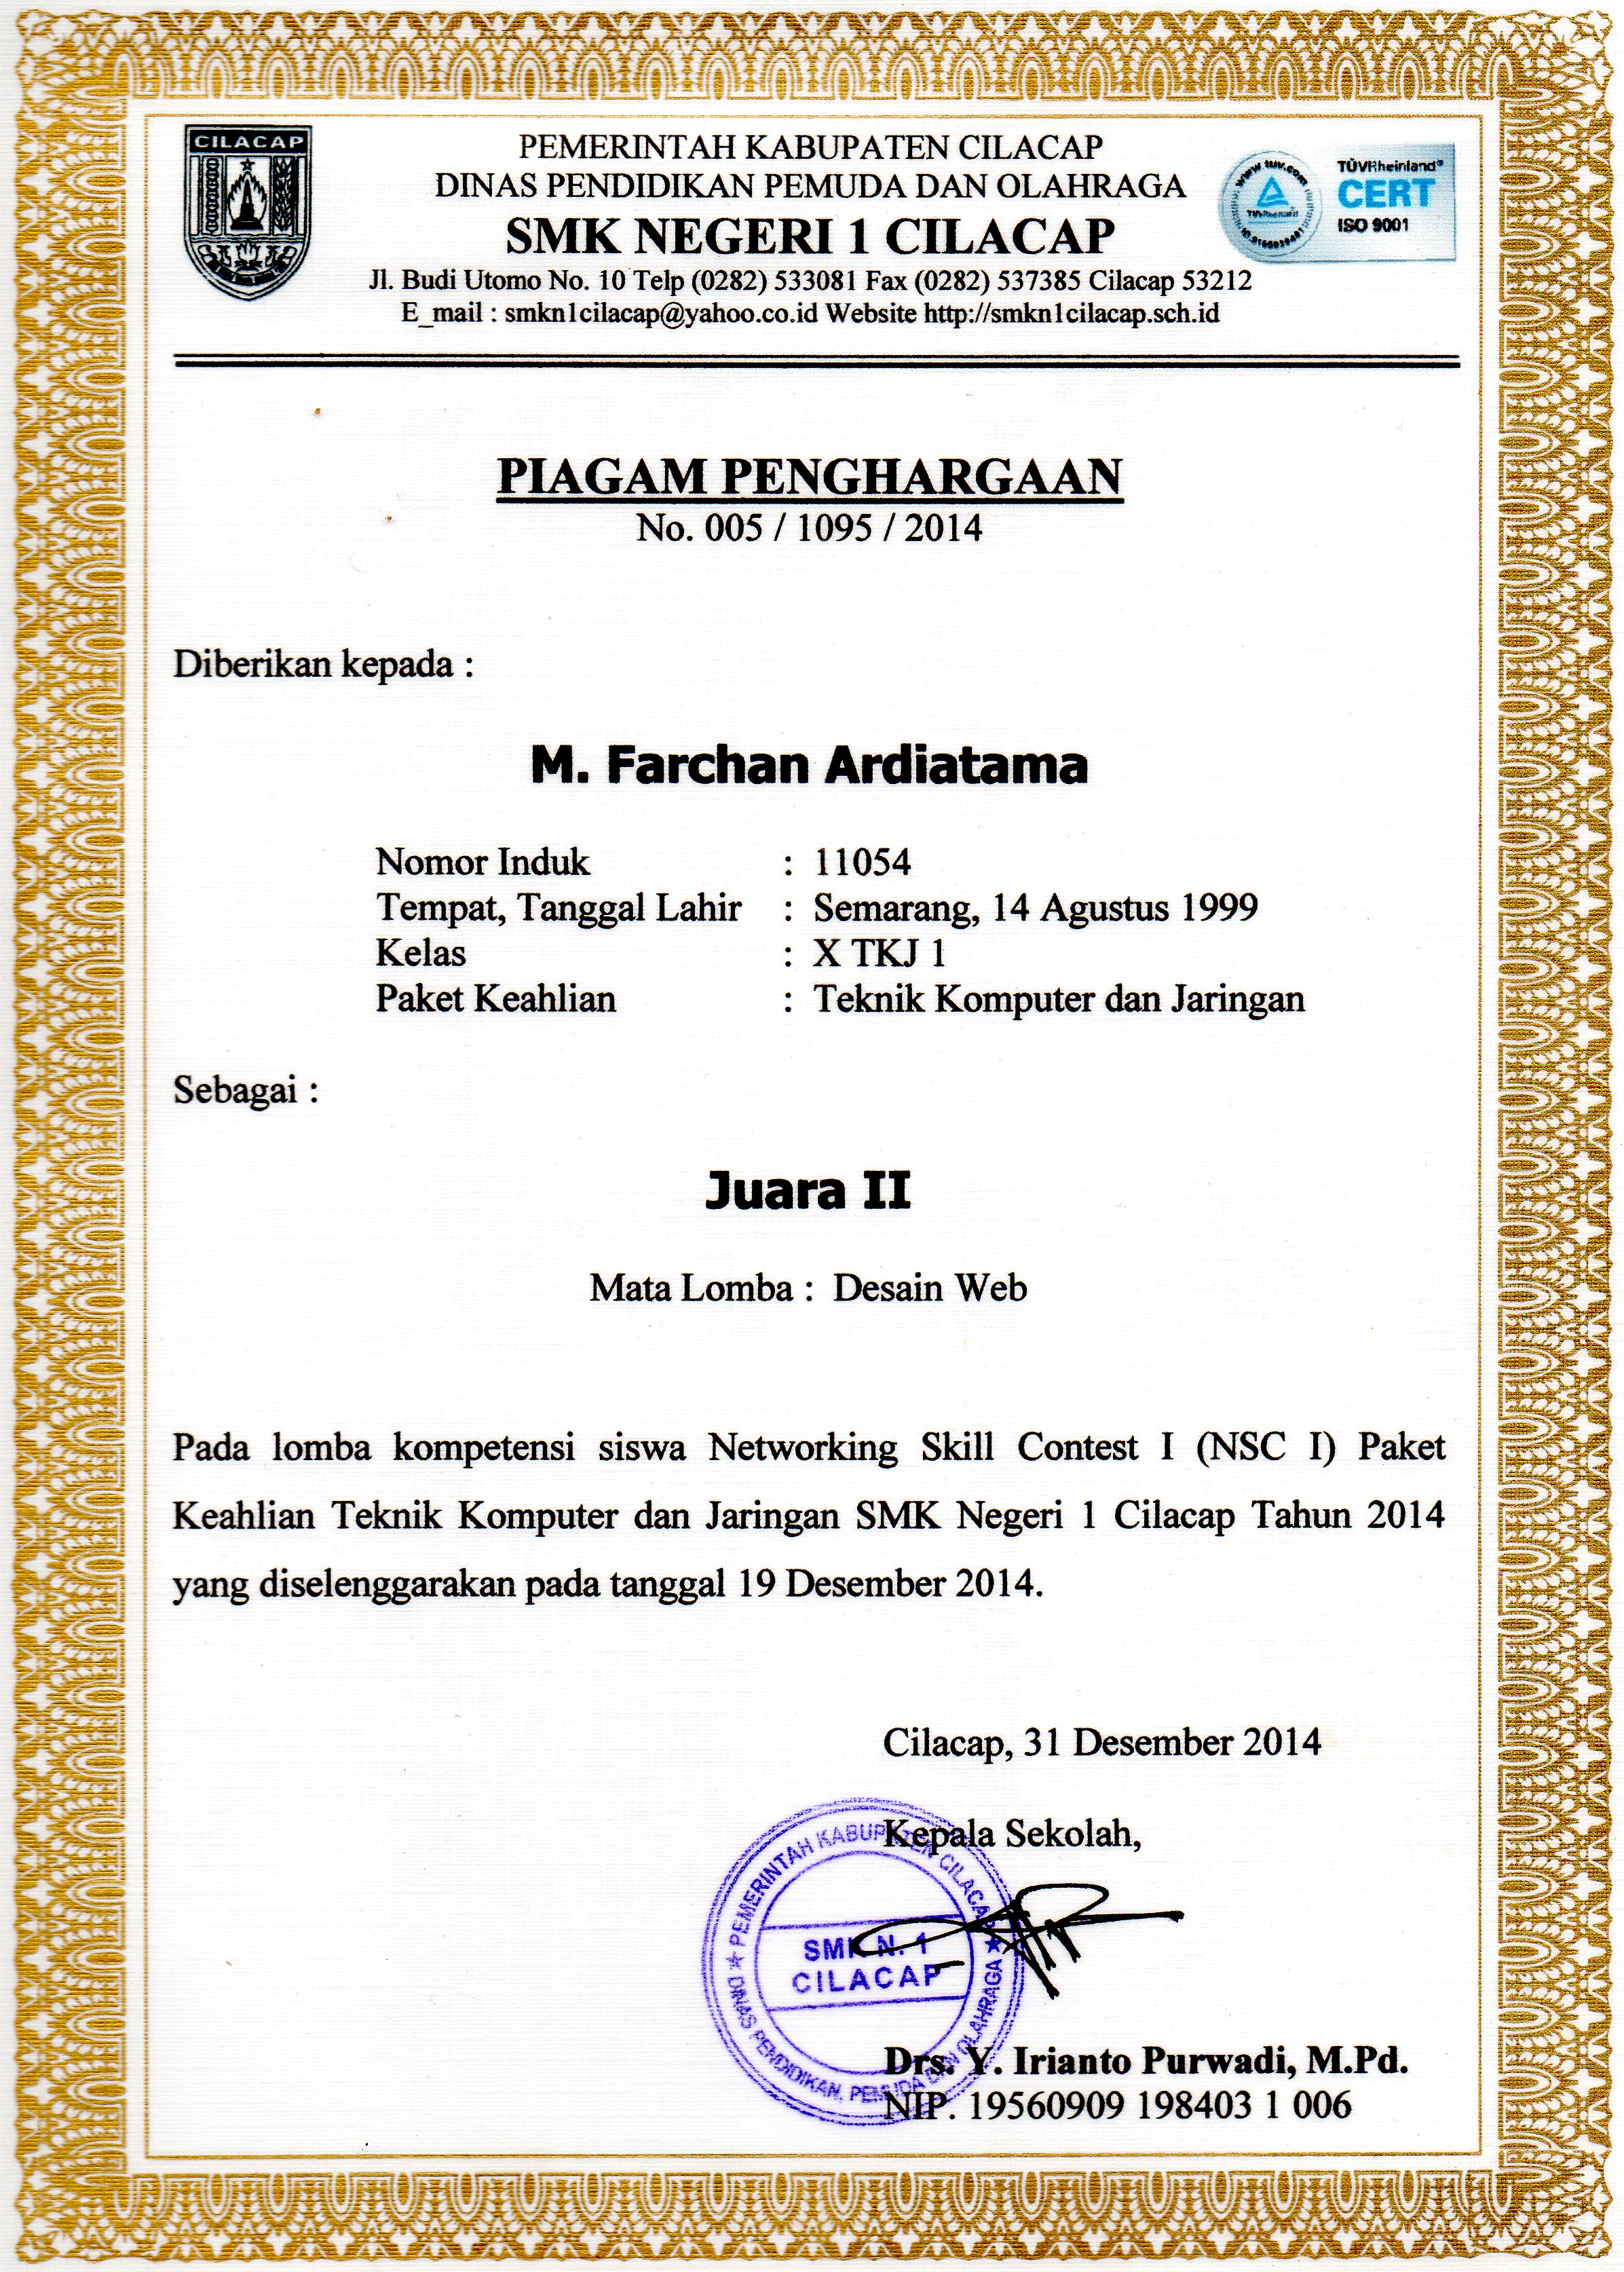 CILACAP
PEMERINTAH KABUPATEN CILACAP
DINAS PENDIDIKAN PEMUDA DAN OLAHRAGA
SMK NEGERI 1 CILACAP
Jl. Budi Utomo No. 10 Telp (0282) 533081 Fax (0282) 537385 Cilacap 53212
E_mail : smkn1cilacap@yahoo.co.id Website http://smkn1cilacap.sch.id
www.tuv.com
TÜVRheinland®
CERT
ISO 9001
PIAGAM PENGHARGAAN
No. 005 / 1095 / 2014
Diberikan kepada :
M. Farchan Ardiatama
Nomor Induk : 11054
Tempat, Tanggal Lahir : Semarang, 14 Agustus 1999
Kelas : X TKJ 1
Paket Keahlian : Teknik Komputer dan Jaringan
Sebagai :
Juara II
Mata Lomba : Desain Web
Pada lomba kompetensi siswa Networking Skill Contest I (NSC I) Paket
Keahlian Teknik Komputer dan Jaringan SMK Negeri 1 Cilacap Tahun 2014
yang diselenggarakan pada tanggal 19 Desember 2014.
Cilacap, 31 Desember 2014
Kepala Sekolah,
PEMERINTAH KABUPATEN CILACAP
SMK N. 1
CILACAP
DINAS PENDIDIKAN, PEMUDA DAN OLAHRAGA
Drs. Y. Irianto Purwadi, M.Pd.
NIP. 19560909 198403 1 006